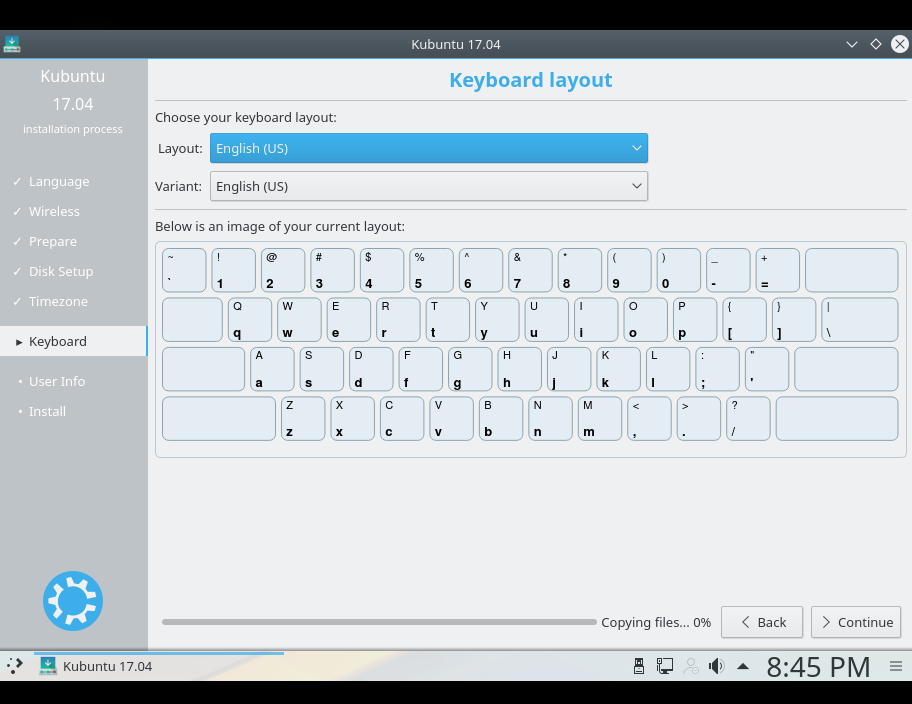 Kubuntu 17.04
Kubuntu
17.04
installation process
✓ Language
✓ Wireless
✓ Prepare
✓ Disk Setup
✓ Timezone
▸ Keyboard
• User Info
• Install
Keyboard layout
Choose your keyboard layout:
Layout: English (US)
Variant: English (US)
Below is an image of your current layout:
~ ! @ # $ % ^ & * ( ) _ +
` 1 2 3 4 5 6 7 8 9 0 - =
Q W E R T Y U I O P { } |
q w e r t y u i o p [ ] \
A S D F G H J K L : "
a s d f g h j k l ; '
Z X C V B N M < > ?
z x c v b n m , . /
Copying files... 0% Back Continue
Kubuntu 17.04 8:45 PM